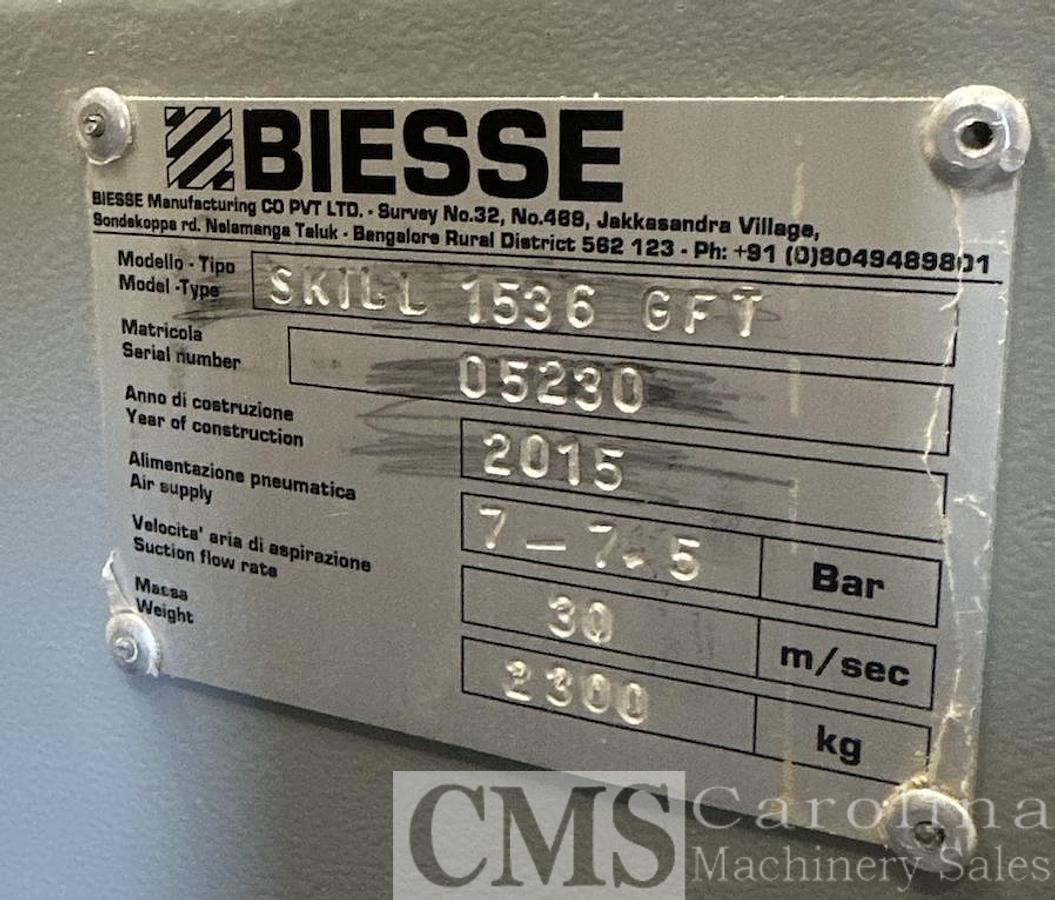 BIESSE
BIESSE Manufacturing CO PVT LTD. - Survey No.32, No.469, Jakkasandra Village,
Sondekoppa rd. Nelamanga Taluk - Bangalore Rural District 562 123 - Ph: +91 (0)8049489801
Modello - Tipo
Model -Type
SKILL 1536 GFT
Matricola
Serial number
05230
Anno di costruzione
Year of construction
2015
Alimentazione pneumatica
Air supply
7 - 7.5 Bar
Velocita' aria di aspirazione
Suction flow rate
30 m/sec
Massa
Weight
2300 kg
CMS Carolina
Machinery Sales